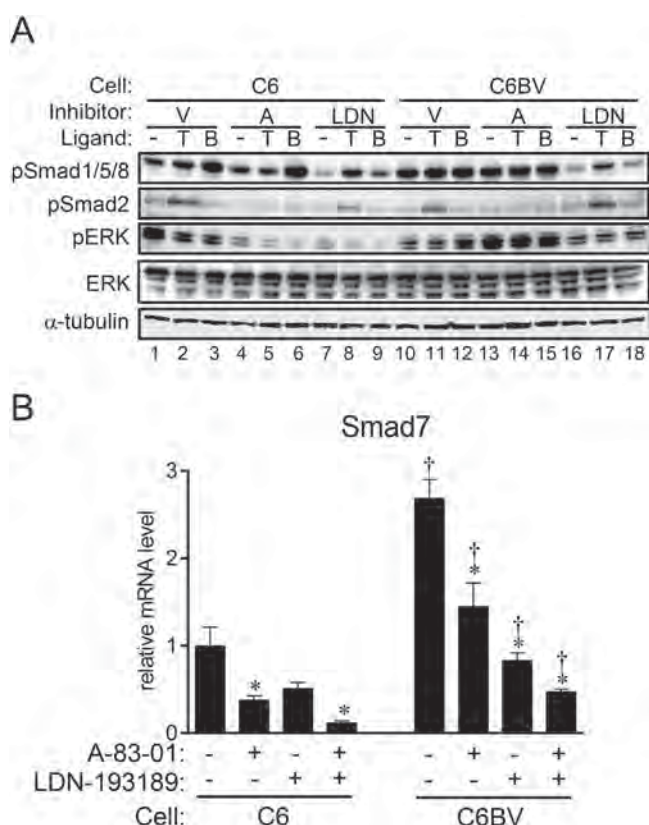 A
Cell: C6 C6BV
Inhibitor: V A LDN V A LDN
Ligand: - T B - T B - T B - T B - T B - T B
pSmad1/5/8
pSmad2
pERK
ERK
α-tubulin
1 2 3 4 5 6 7 8 9 10 11 12 13 14 15 16 17 18
B
Smad7
relative mRNA level
3
2
1
0
†
†
*
†
*
†
*
*
*
A-83-01: - + - + - + - +
LDN-193189: - - + + - - + +
Cell: C6 C6BV